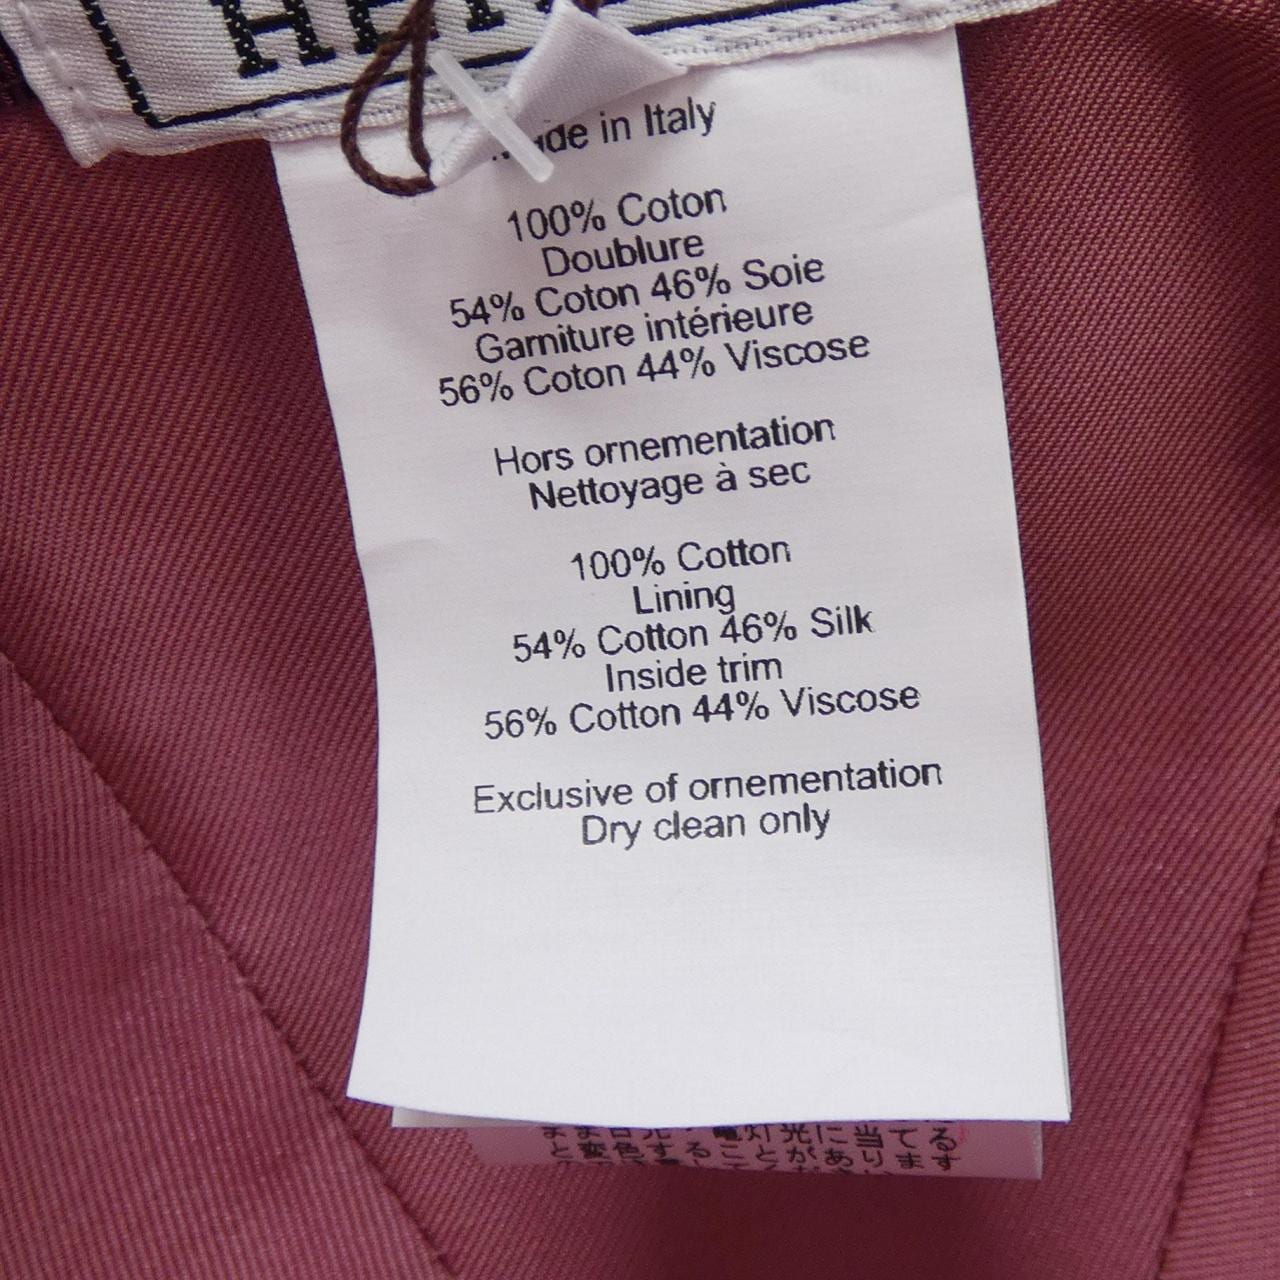 Made in Italy
100% Coton
Doublure
54% Coton 46% Soie
Garniture intérieure
56% Coton 44% Viscose
Hors ornementation
Nettoyage à sec
100% Cotton
Lining
54% Cotton 46% Silk
Inside trim
56% Cotton 44% Viscose
Exclusive of ornementation
Dry clean only